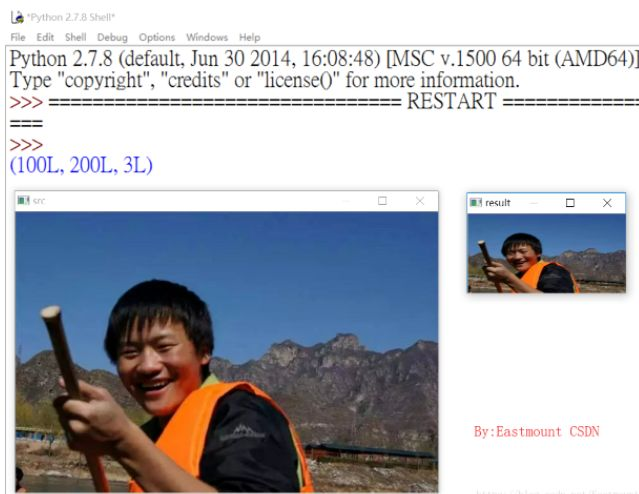 *Python 2.7.8 Shell*
File Edit Shell Debug Options Windows Help
Python 2.7.8 (default, Jun 30 2014, 16:08:48) [MSC v.1500 64 bit (AMD64)]
Type "copyright", "credits" or "license()" for more information.
>>> ================================ RESTART =============
===
>>>
(100L, 200L, 3L)
src
result
By:Eastmount CSDN